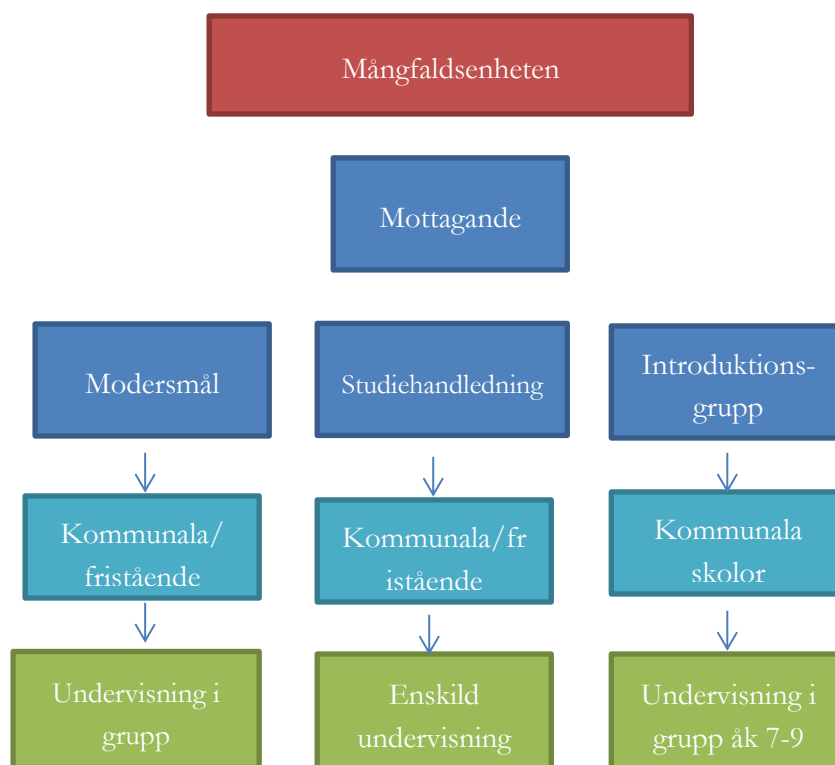 Mångfaldsenheten
Mottagande
Modersmål
Studiehandledning
Introduktions-
grupp
Kommunala/
fristående
Kommunala/fr
istående
Kommunala
skolor
Undervisning i
grupp
Enskild
undervisning
Undervisning i
grupp åk 7-9